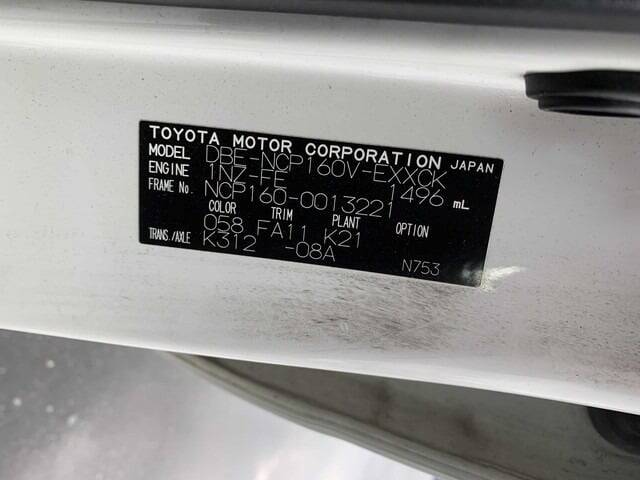 TOYOTA MOTOR CORPORATION JAPAN
MODEL DBE-NCP160V-EXXCK
ENGINE 1NZ-FE 1496 mL
FRAME No. NCP160-0013221
COLOR TRIM PLANT OPTION
058 FA11 K21
TRANS./AXLE K312 -08A
N753